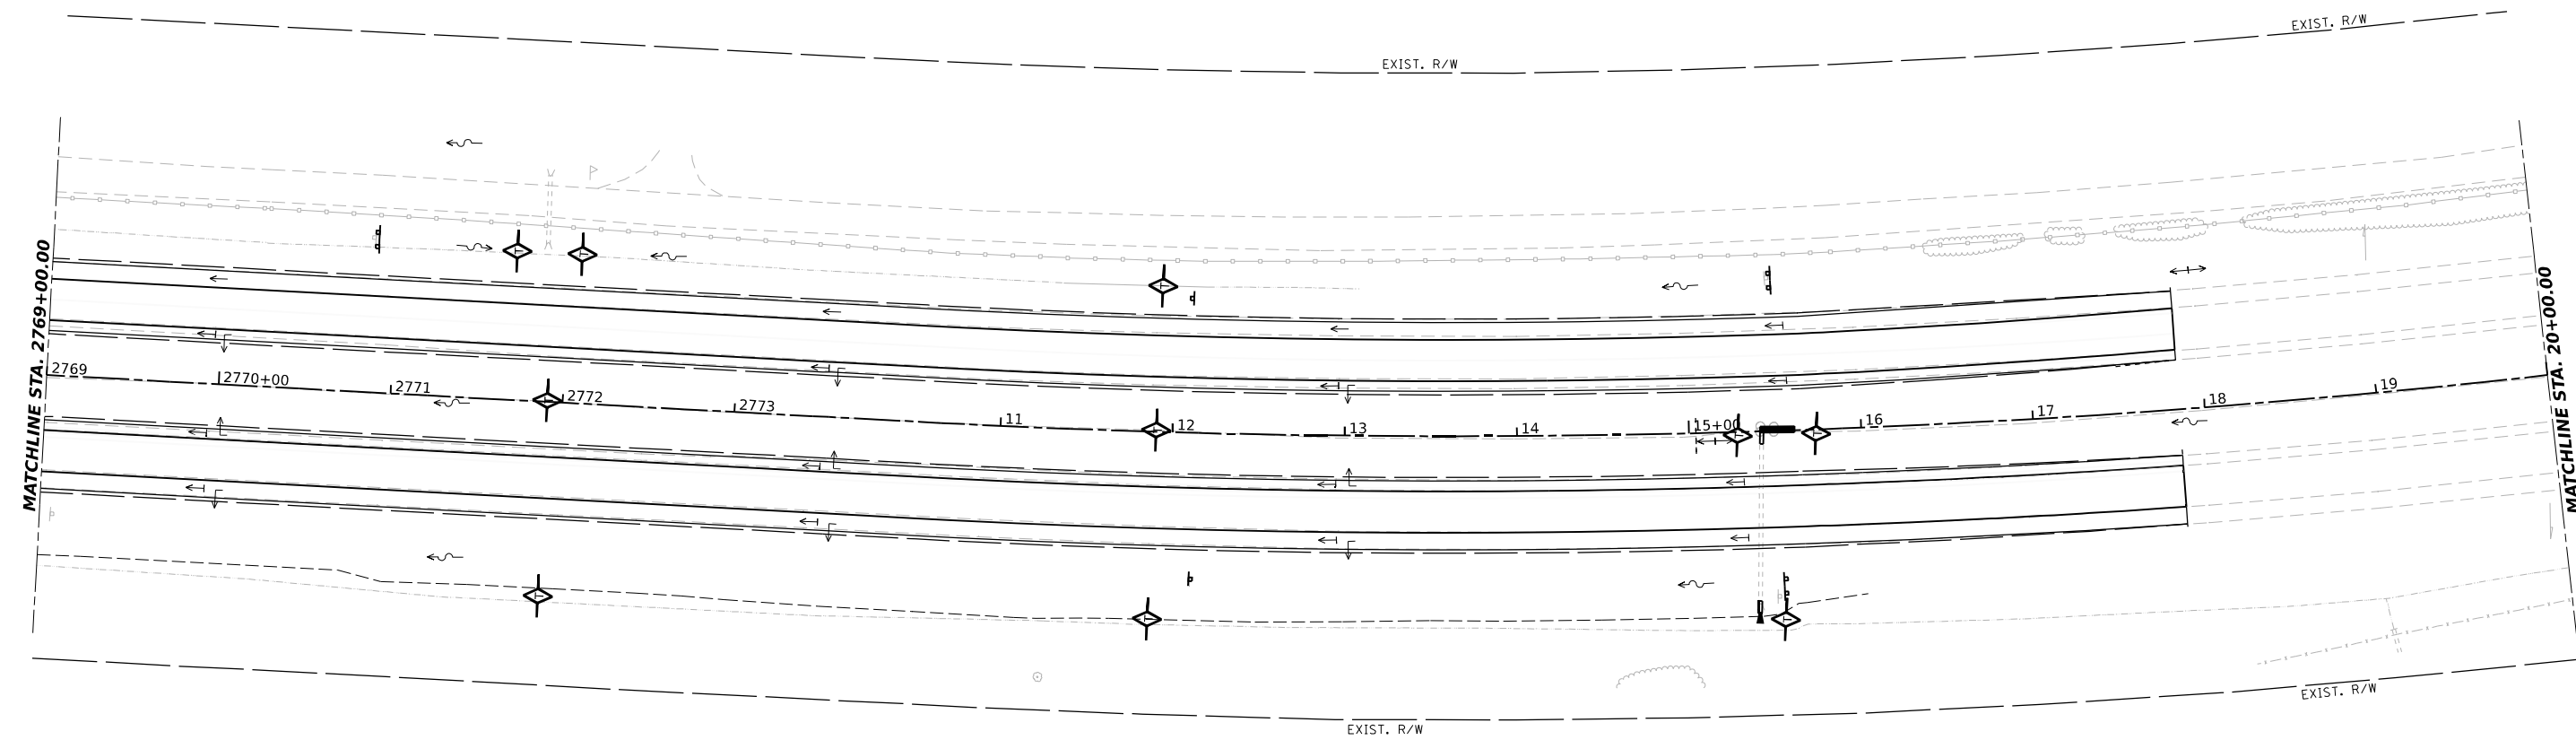 EXIST. R/W
EXIST. R/W
MATCHLINE STA. 2769+00.00
2769
2770+00
2771
2772
2773
11
12
13
14
15+00
16
17
18
19
MATCHLINE STA. 20+00.00
EXIST. R/W
EXIST. R/W